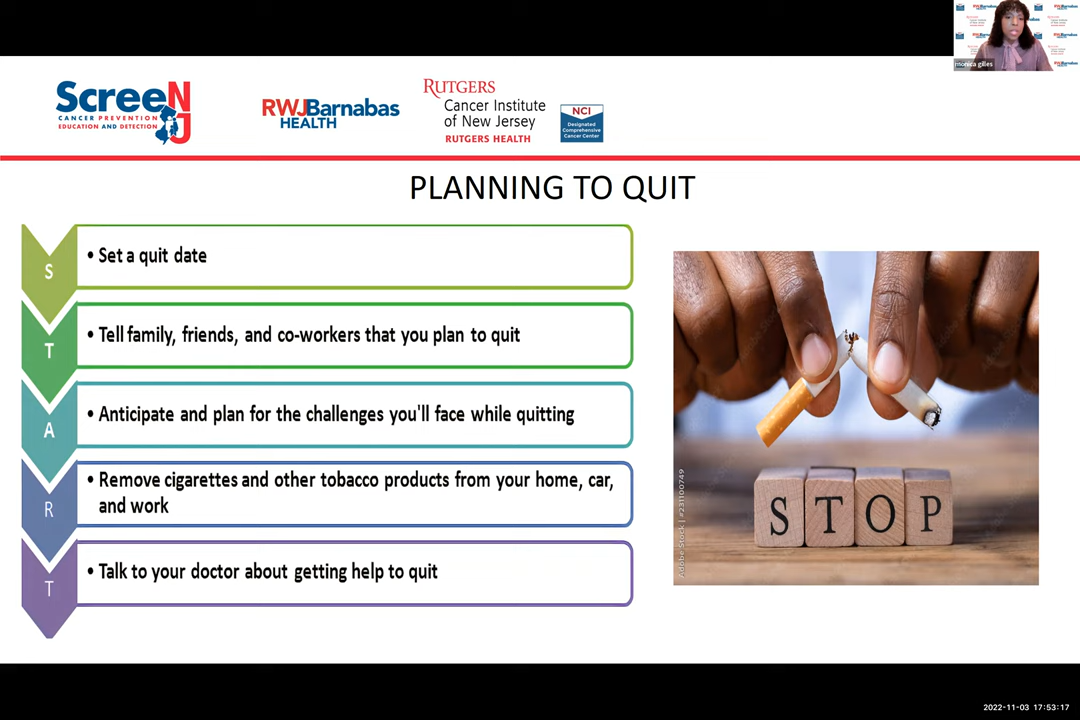 monica gilles
ScreeNJ
CANCER PREVENTION
EDUCATION AND DETECTION
RWJBarnabas
HEALTH
RUTGERS
Cancer Institute
of New Jersey
RUTGERS HEALTH
NCI
Designated
Comprehensive
Cancer Center
PLANNING TO QUIT
S
• Set a quit date
T
• Tell family, friends, and co-workers that you plan to quit
A
• Anticipate and plan for the challenges you'll face while quitting
R
• Remove cigarettes and other tobacco products from your home, car,
and work
T
• Talk to your doctor about getting help to quit
STOP
Adobe Stock | #231100749
2022-11-03 17:53:17